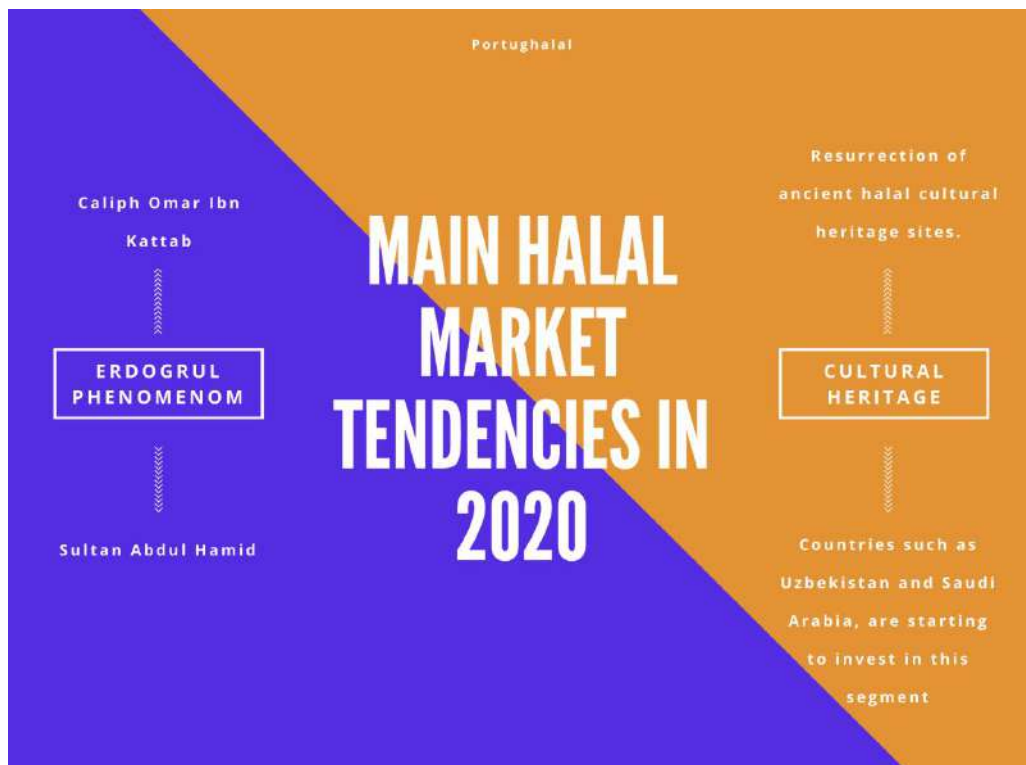 Portughalal
Caliph Omar Ibn
Kattab
ERDOGRUL
PHENOMENOM
Sultan Abdul Hamid
MAIN HALAL
MARKET
TENDENCIES IN
2020
Resurrection of
ancient halal cultural
heritage sites.
CULTURAL
HERITAGE
Countries such as
Uzbekistan and Saudi
Arabia, are starting
to invest in this
segment